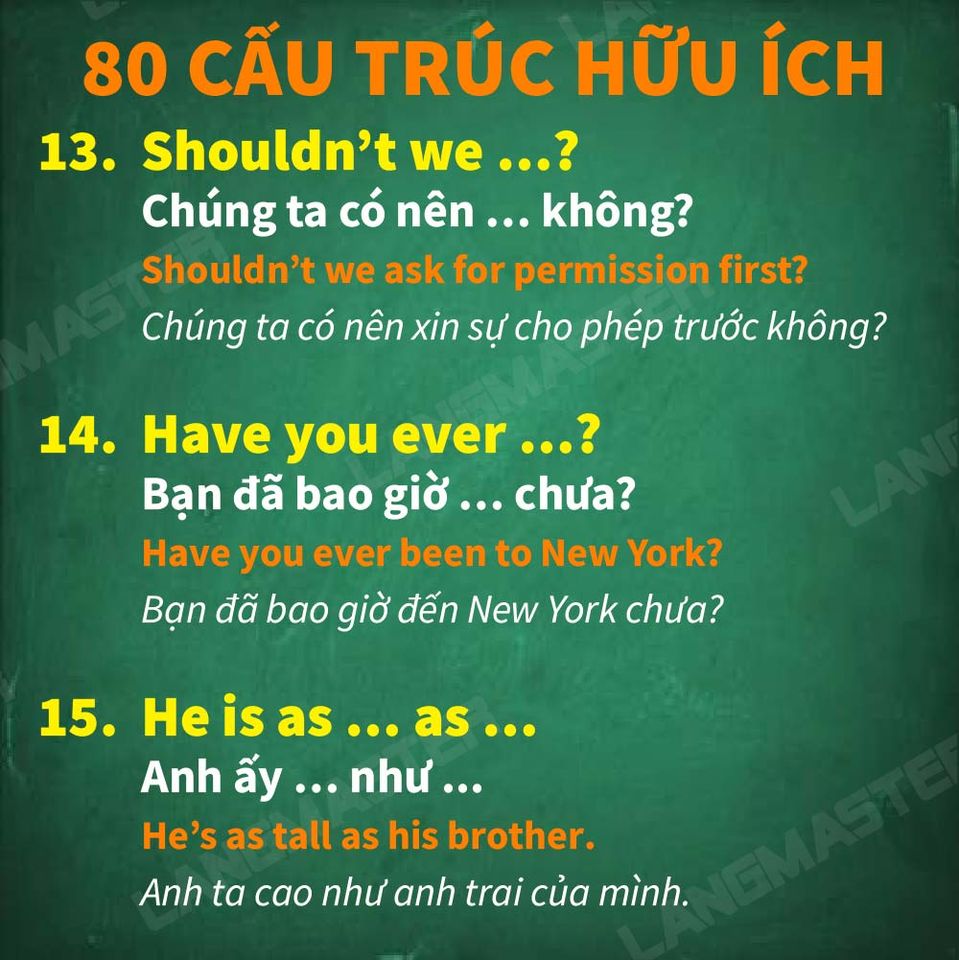 80 CẤU TRÚC HỮU ÍCH
13. Shouldn’t we ...?
Chúng ta có nên ... không?
Shouldn’t we ask for permission first?
Chúng ta có nên xin sự cho phép trước không?
14. Have you ever ...?
Bạn đã bao giờ ... chưa?
Have you ever been to New York?
Bạn đã bao giờ đến New York chưa?
15. He is as ... as ...
Anh ấy ... như ...
He’s as tall as his brother.
Anh ta cao như anh trai của mình.
LANGMASTER
LANGMASTER
LANGMASTER
LANGMASTER